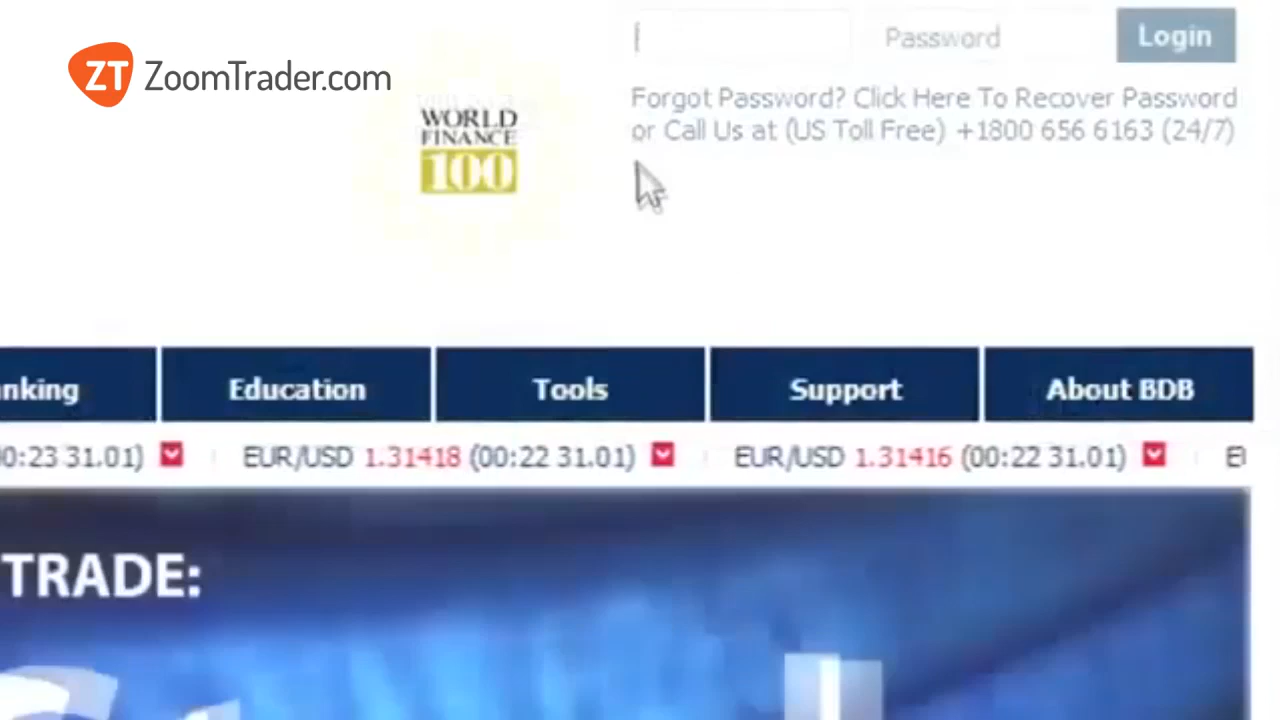 Password
Login
ZT ZoomTrader.com
Forgot Password? Click Here To Recover Password
or Call Us at (US Toll Free) +1800 656 6163 (24/7)
WORLD
FINANCE
100
nking Education Tools Support About BDB
0:23 31.01) EUR/USD 1.31418 (00:22 31.01) EUR/USD 1.31416 (00:22 31.01) E
TRADE: